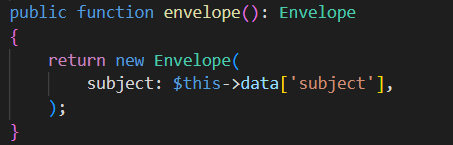 public function envelope(): Envelope
{
    return new Envelope(
        subject: $this->data['subject'],
    );
}